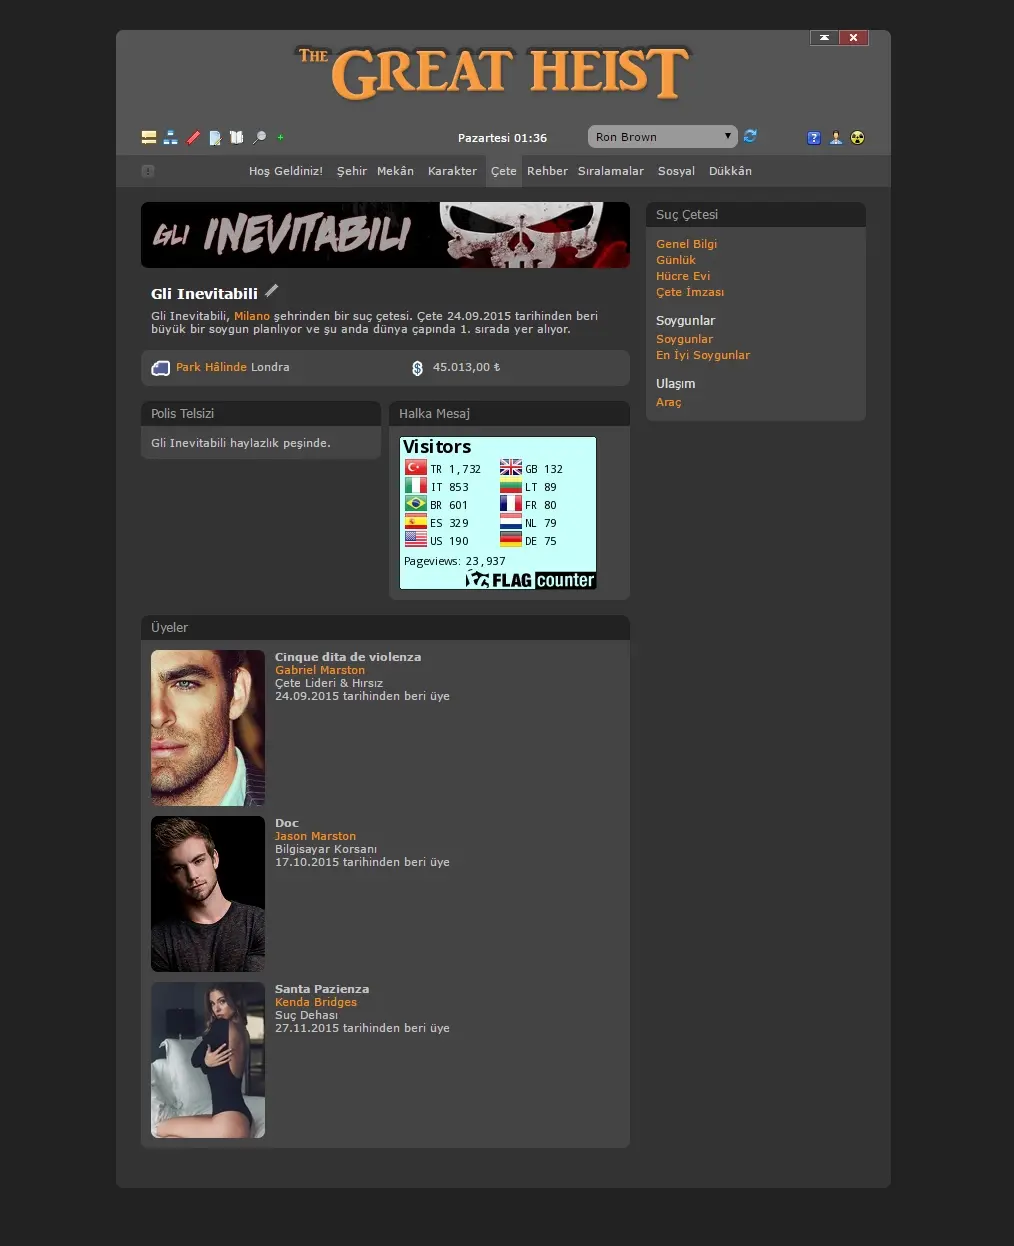 THE GREAT HEIST
Pazartesi 01:36
Ron Brown
Hoş Geldiniz! Şehir Mekân Karakter Çete Rehber Sıralamalar Sosyal Dükkân
GLI INEVITABILI
Gli Inevitabili
Gli Inevitabili, Milano şehrinden bir suç çetesi. Çete 24.09.2015 tarihinden beri
büyük bir soygun planlıyor ve şu anda dünya çapında 1. sırada yer alıyor.
Park Hâlinde Londra
45.013,00 ₺
Polis Telsizi
Gli Inevitabili haylazlık peşinde.
Halka Mesaj
Visitors
TR 1,732 GB 132
IT 853 LT 89
BR 601 FR 80
ES 329 NL 79
US 190 DE 75
Pageviews: 23,937
FLAG counter
Üyeler
Cinque dita de violenza
Gabriel Marston
Çete Lideri & Hırsız
24.09.2015 tarihinden beri üye
Doc
Jason Marston
Bilgisayar Korsanı
17.10.2015 tarihinden beri üye
Santa Pazienza
Kenda Bridges
Suç Dehası
27.11.2015 tarihinden beri üye
Suç Çetesi
Genel Bilgi
Günlük
Hücre Evi
Çete İmzası
Soygunlar
Soygunlar
En İyi Soygunlar
Ulaşım
Araç